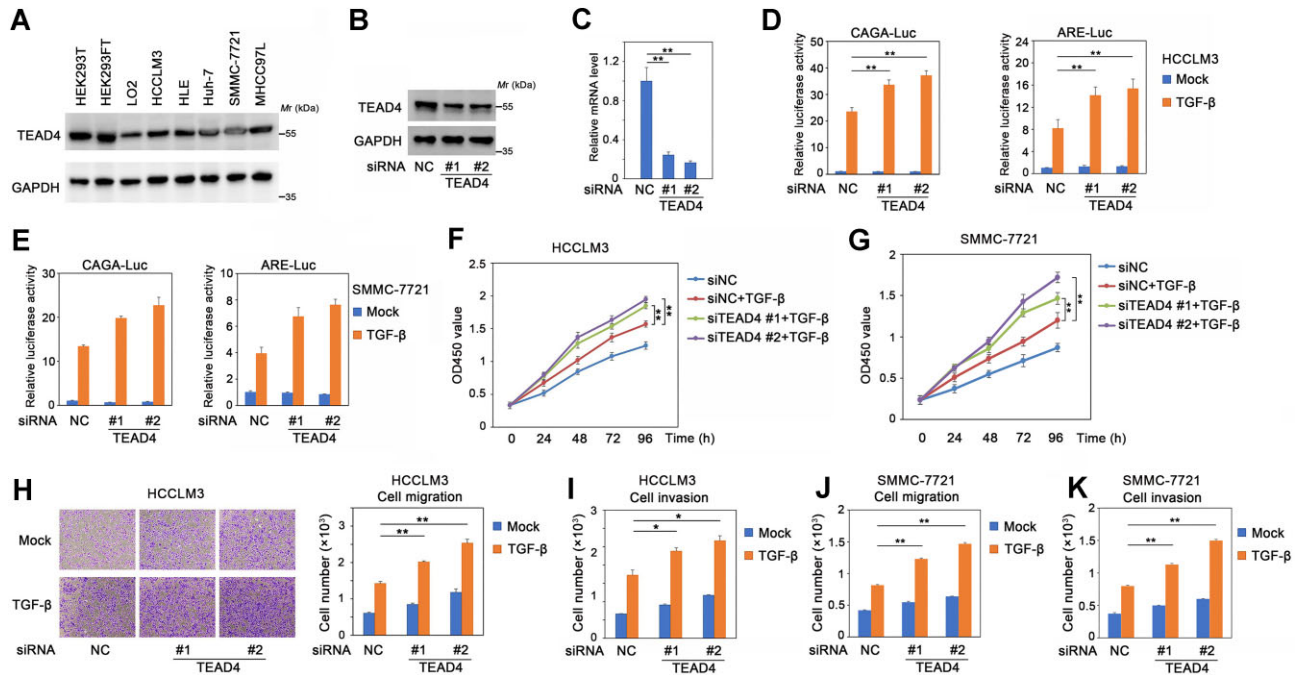 A
HEK293T
HEK293FT
LO2
HCCLM3
HLE
Huh-7
SMMC-7721
MHCC97L
Mr (kDa)
TEAD4
–55
GAPDH
–35
B
Mr (kDa)
TEAD4
–55
GAPDH
–35
siRNA NC #1 #2
TEAD4
C
Relative mRNA level
1.2
0.8
0.4
0
**
**
siRNA NC #1 #2
TEAD4
D
CAGA-Luc
Relative luciferase activity
50
40
30
20
10
0
**
**
siRNA NC #1 #2
TEAD4
ARE-Luc
Relative luciferase activity
24
20
16
12
8
4
0
**
**
NC #1 #2
TEAD4
HCCLM3
Mock
TGF-β
E
CAGA-Luc
Relative luciferase activity
30
20
10
0
siRNA NC #1 #2
TEAD4
ARE-Luc
Relative luciferase activity
10
8
6
4
2
0
NC #1 #2
TEAD4
SMMC-7721
Mock
TGF-β
F
HCCLM3
OD450 value
2.5
2
1.5
1
0.5
0
0 24 48 72 96 Time (h)
**
**
siNC
siNC+TGF-β
siTEAD4 #1+TGF-β
siTEAD4 #2+TGF-β
G
SMMC-7721
OD450 value
2
1.5
1
0.5
0
0 24 48 72 96 Time (h)
**
**
siNC
siNC+TGF-β
siTEAD4 #1+TGF-β
siTEAD4 #2+TGF-β
H
HCCLM3
Mock
TGF-β
siRNA NC #1 #2
TEAD4
HCCLM3
Cell migration
Cell number (×10³)
3
2
2
1
1
0
**
**
Mock
TGF-β
siRNA NC #1 #2
TEAD4
I
HCCLM3
Cell invasion
Cell number (×10³)
3
2
2
1
1
0
*
*
Mock
TGF-β
siRNA NC #1 #2
TEAD4
J
SMMC-7721
Cell migration
Cell number (×10³)
2
2
1
1
0
**
**
Mock
TGF-β
siRNA NC #1 #2
TEAD4
K
SMMC-7721
Cell invasion
Cell number (×10³)
2
2
1
1
0
**
**
Mock
TGF-β
siRNA NC #1 #2
TEAD4